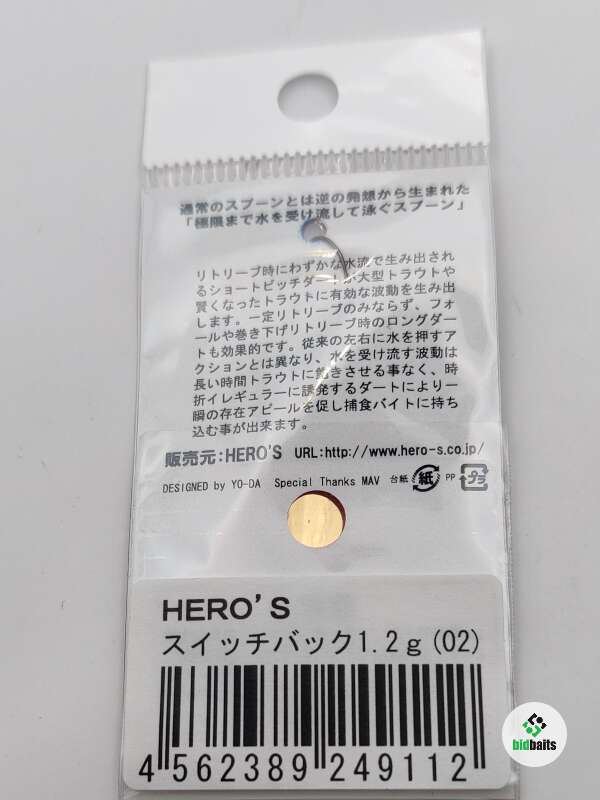 通常のスプーンとは逆の発想から生まれた
「極限まで水を受け流して泳ぐスプーン」
リトリーブ時にわずかな水流で生み出され
るショートピッチダートが大型トラウトや
賢くなったトラウトに有効な波動を生み出
します。一定リトリーブのみならず、フォ
ールや巻き下げリトリーブ時のロングダー
トも効果的です。従来の左右に水を押すア
クションとは異なり、水を受け流す波動は
長い時間トラウトに飽きさせる事なく、時
折イレギュラーに誘発するダートにより一
瞬の存在アピールを促し捕食バイトに持ち
込む事が出来ます。
販売元:HERO'S URL:http://www.hero-s.co.jp/
DESIGNED by YO-DA Special Thanks MAV 台紙 紙 PP プラ
HERO'S
スイッチバック1.2g(02)
4 562389 249112
bidbaits